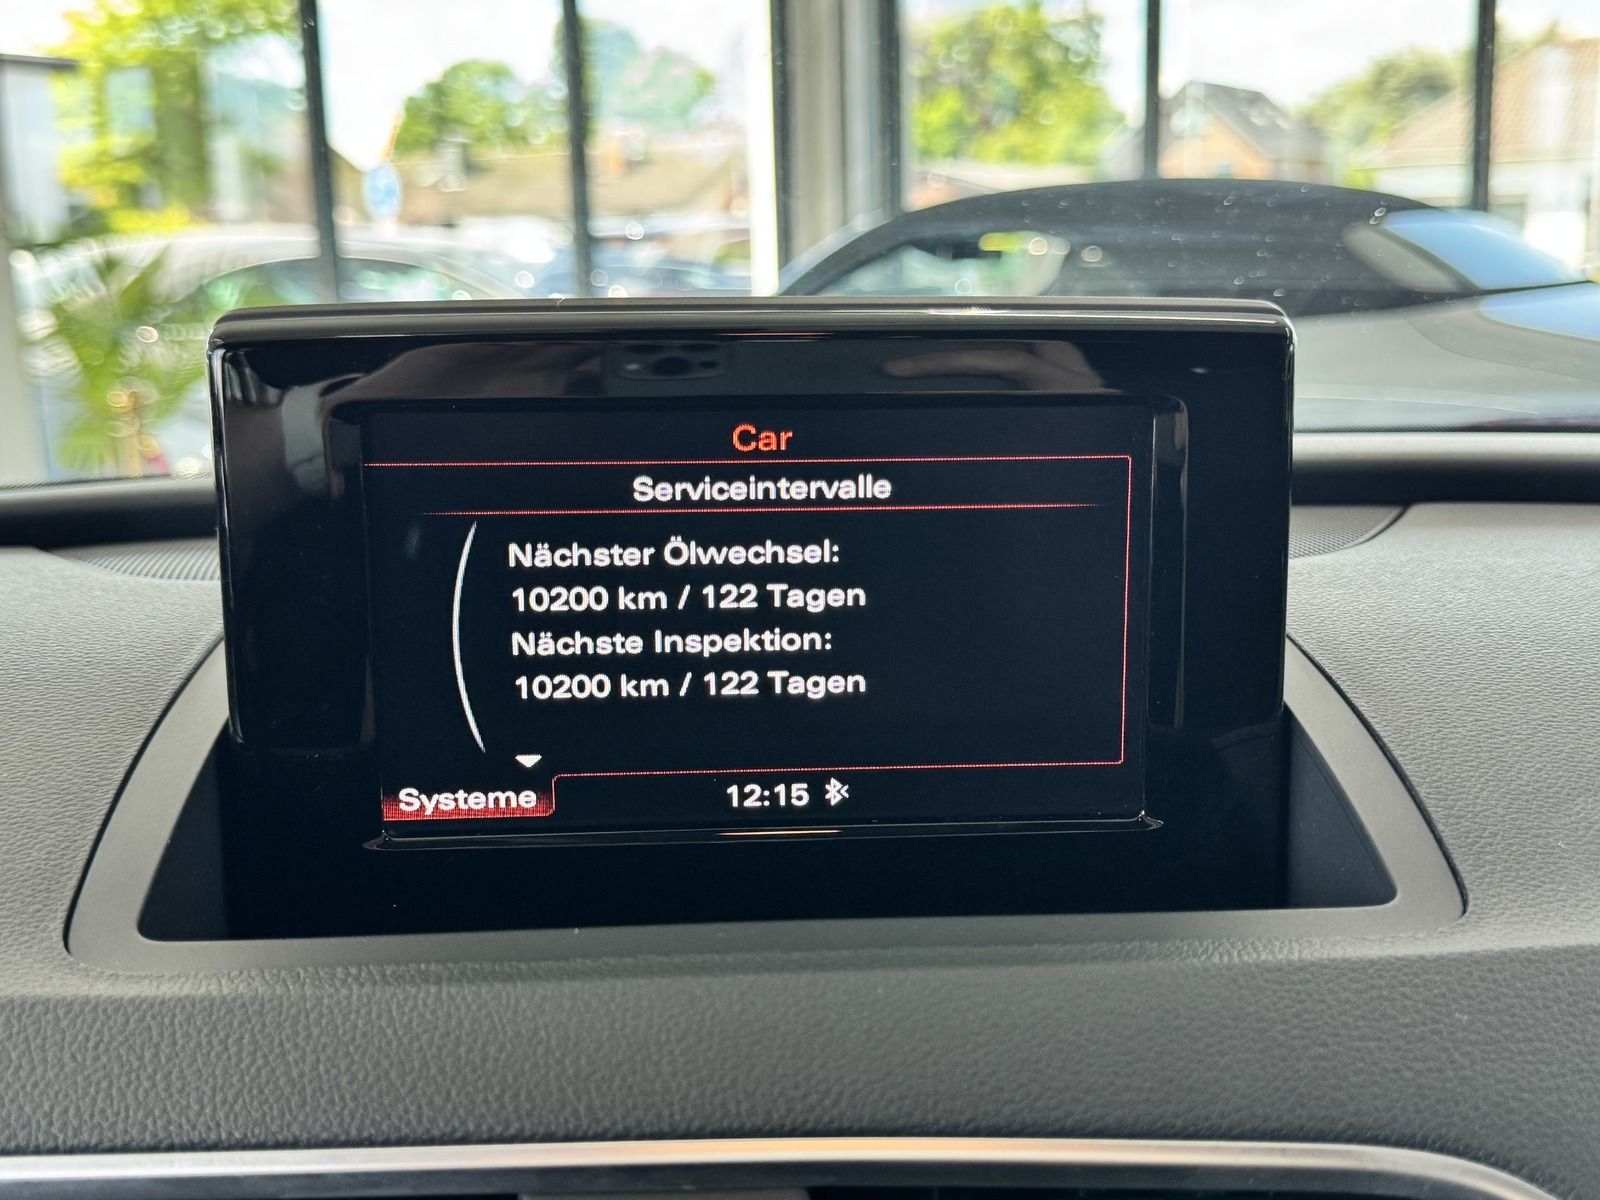 Car
Serviceintervalle
Nächster Ölwechsel:
10200 km / 122 Tagen
Nächste Inspektion:
10200 km / 122 Tagen
Systeme 12:15